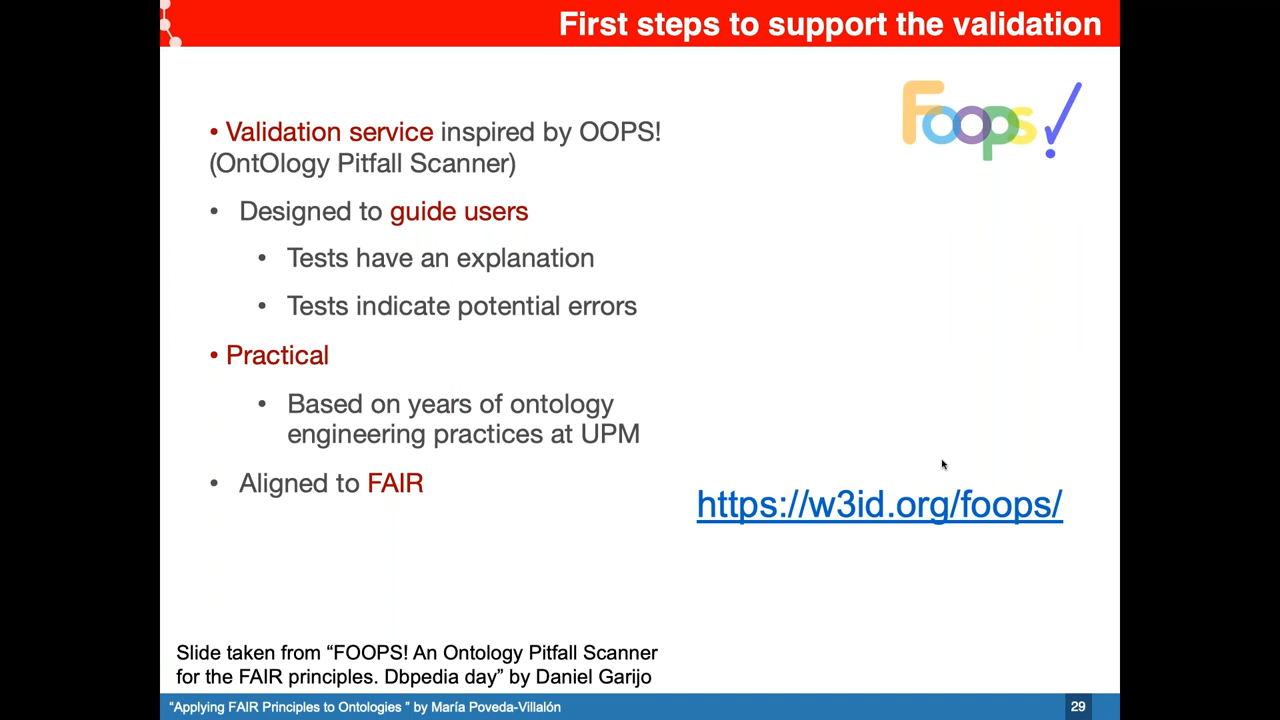 First steps to support the validation
Foops!
• Validation service inspired by OOPS!
(OntOlogy Pitfall Scanner)
• Designed to guide users
• Tests have an explanation
• Tests indicate potential errors
• Practical
• Based on years of ontology
engineering practices at UPM
• Aligned to FAIR
https://w3id.org/foops/
Slide taken from “FOOPS! An Ontology Pitfall Scanner
for the FAIR principles. Dbpedia day” by Daniel Garijo
“Applying FAIR Principles to Ontologies ” by María Poveda-Villalón
29